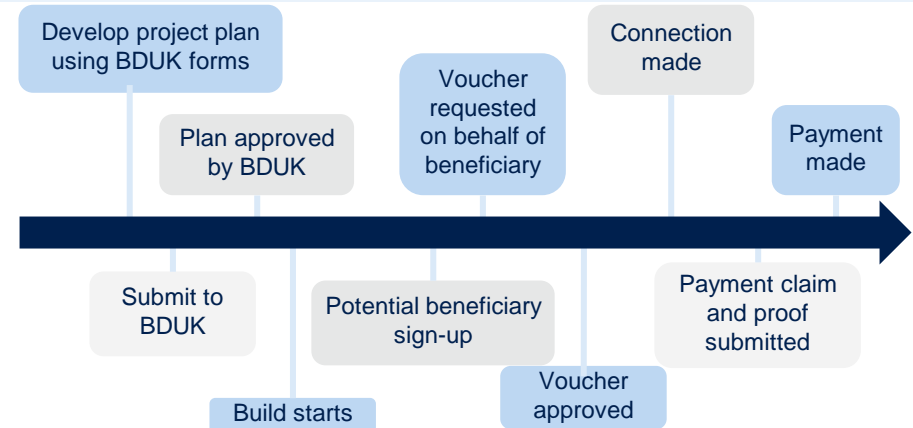 Develop project plan
using BDUK forms
Submit to
BDUK
Plan approved
by BDUK
Build starts
Potential beneficiary
sign-up
Voucher
requested
on behalf of
beneficiary
Voucher
approved
Connection
made
Payment claim
and proof
submitted
Payment
made